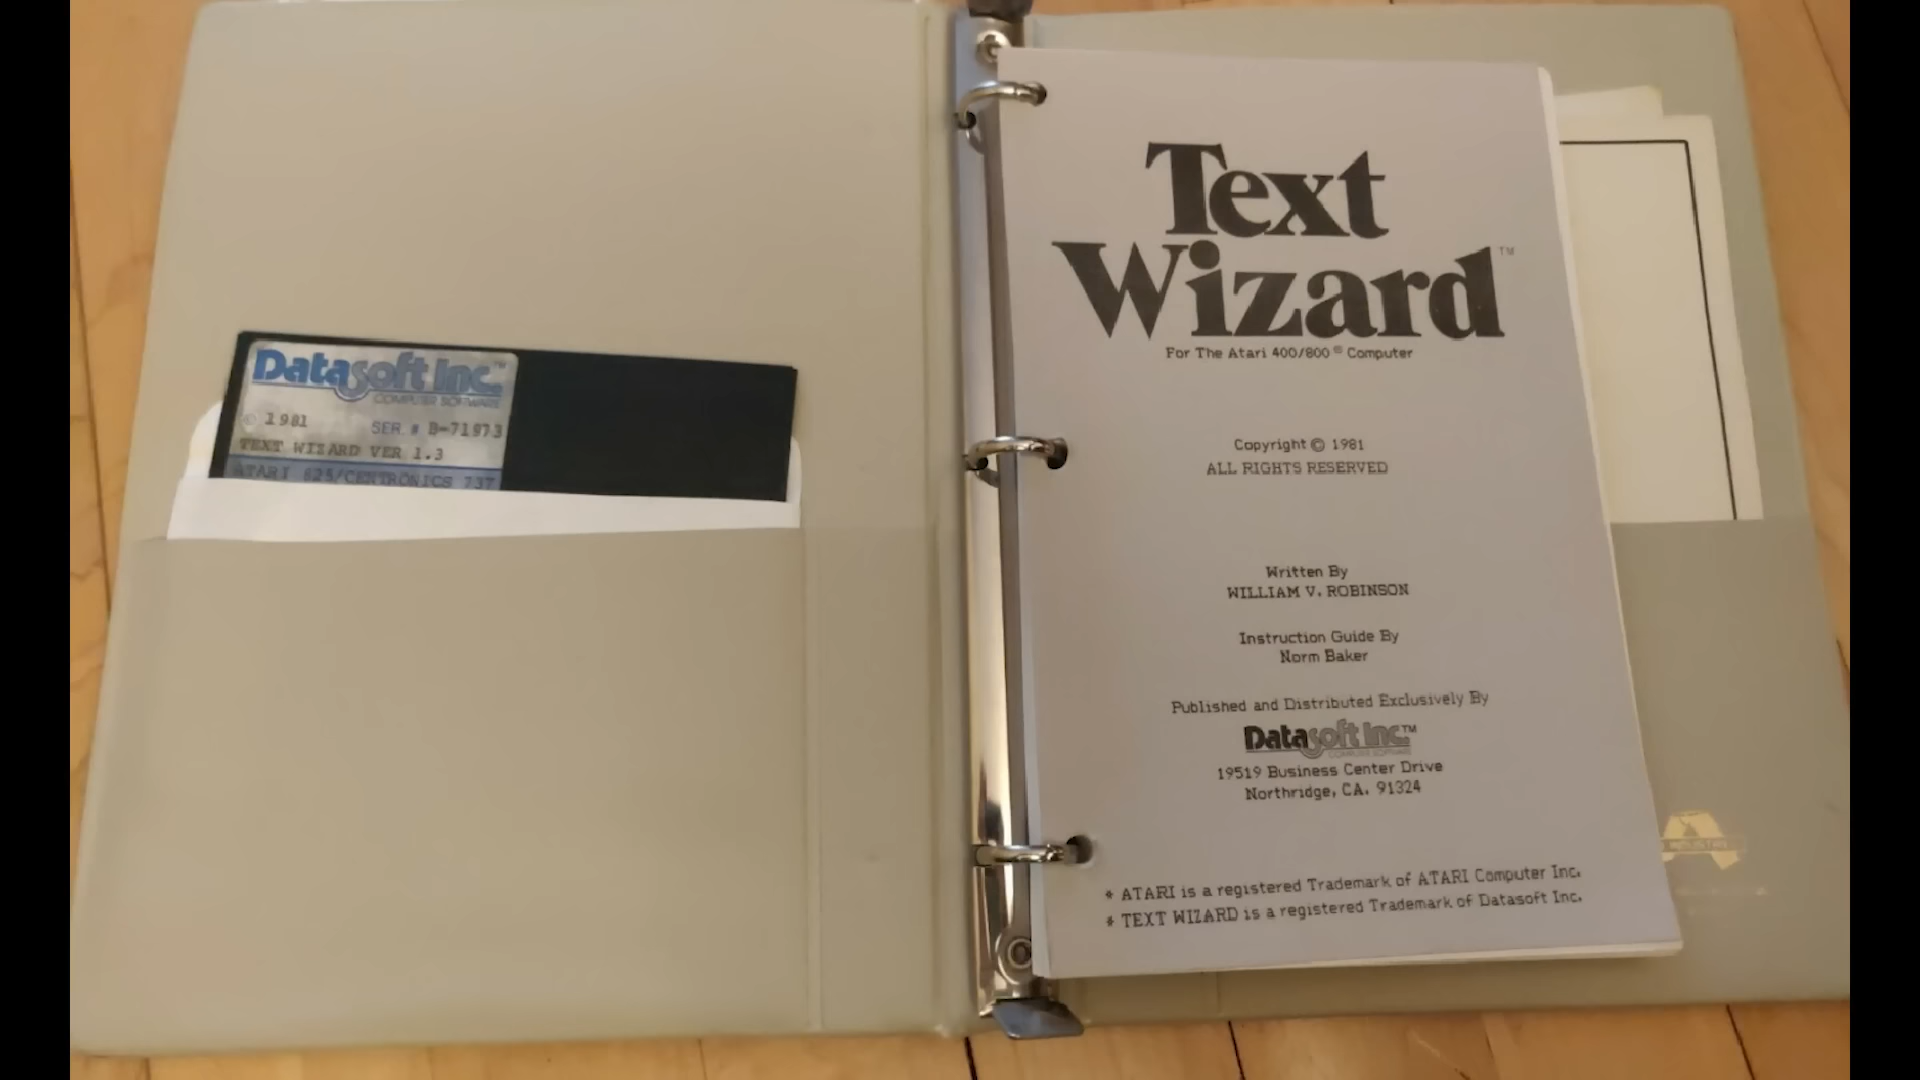 Datasoft Inc.™
COMPUTER SOFTWARE
© 1981 SER. # B-71973
TEXT WIZARD VER 1.3
ATARI 825/CENTRONICS 737
Text
Wizard™
For The Atari 400/800® Computer
Copyright © 1981
ALL RIGHTS RESERVED
Written By
WILLIAM V. ROBINSON
Instruction Guide By
Norm Baker
Published and Distributed Exclusively By
Datasoft Inc.™
COMPUTER SOFTWARE
19519 Business Center Drive
Northridge, CA. 91324
* ATARI is a registered Trademark of ATARI Computer Inc.
* TEXT WIZARD is a registered Trademark of Datasoft Inc.